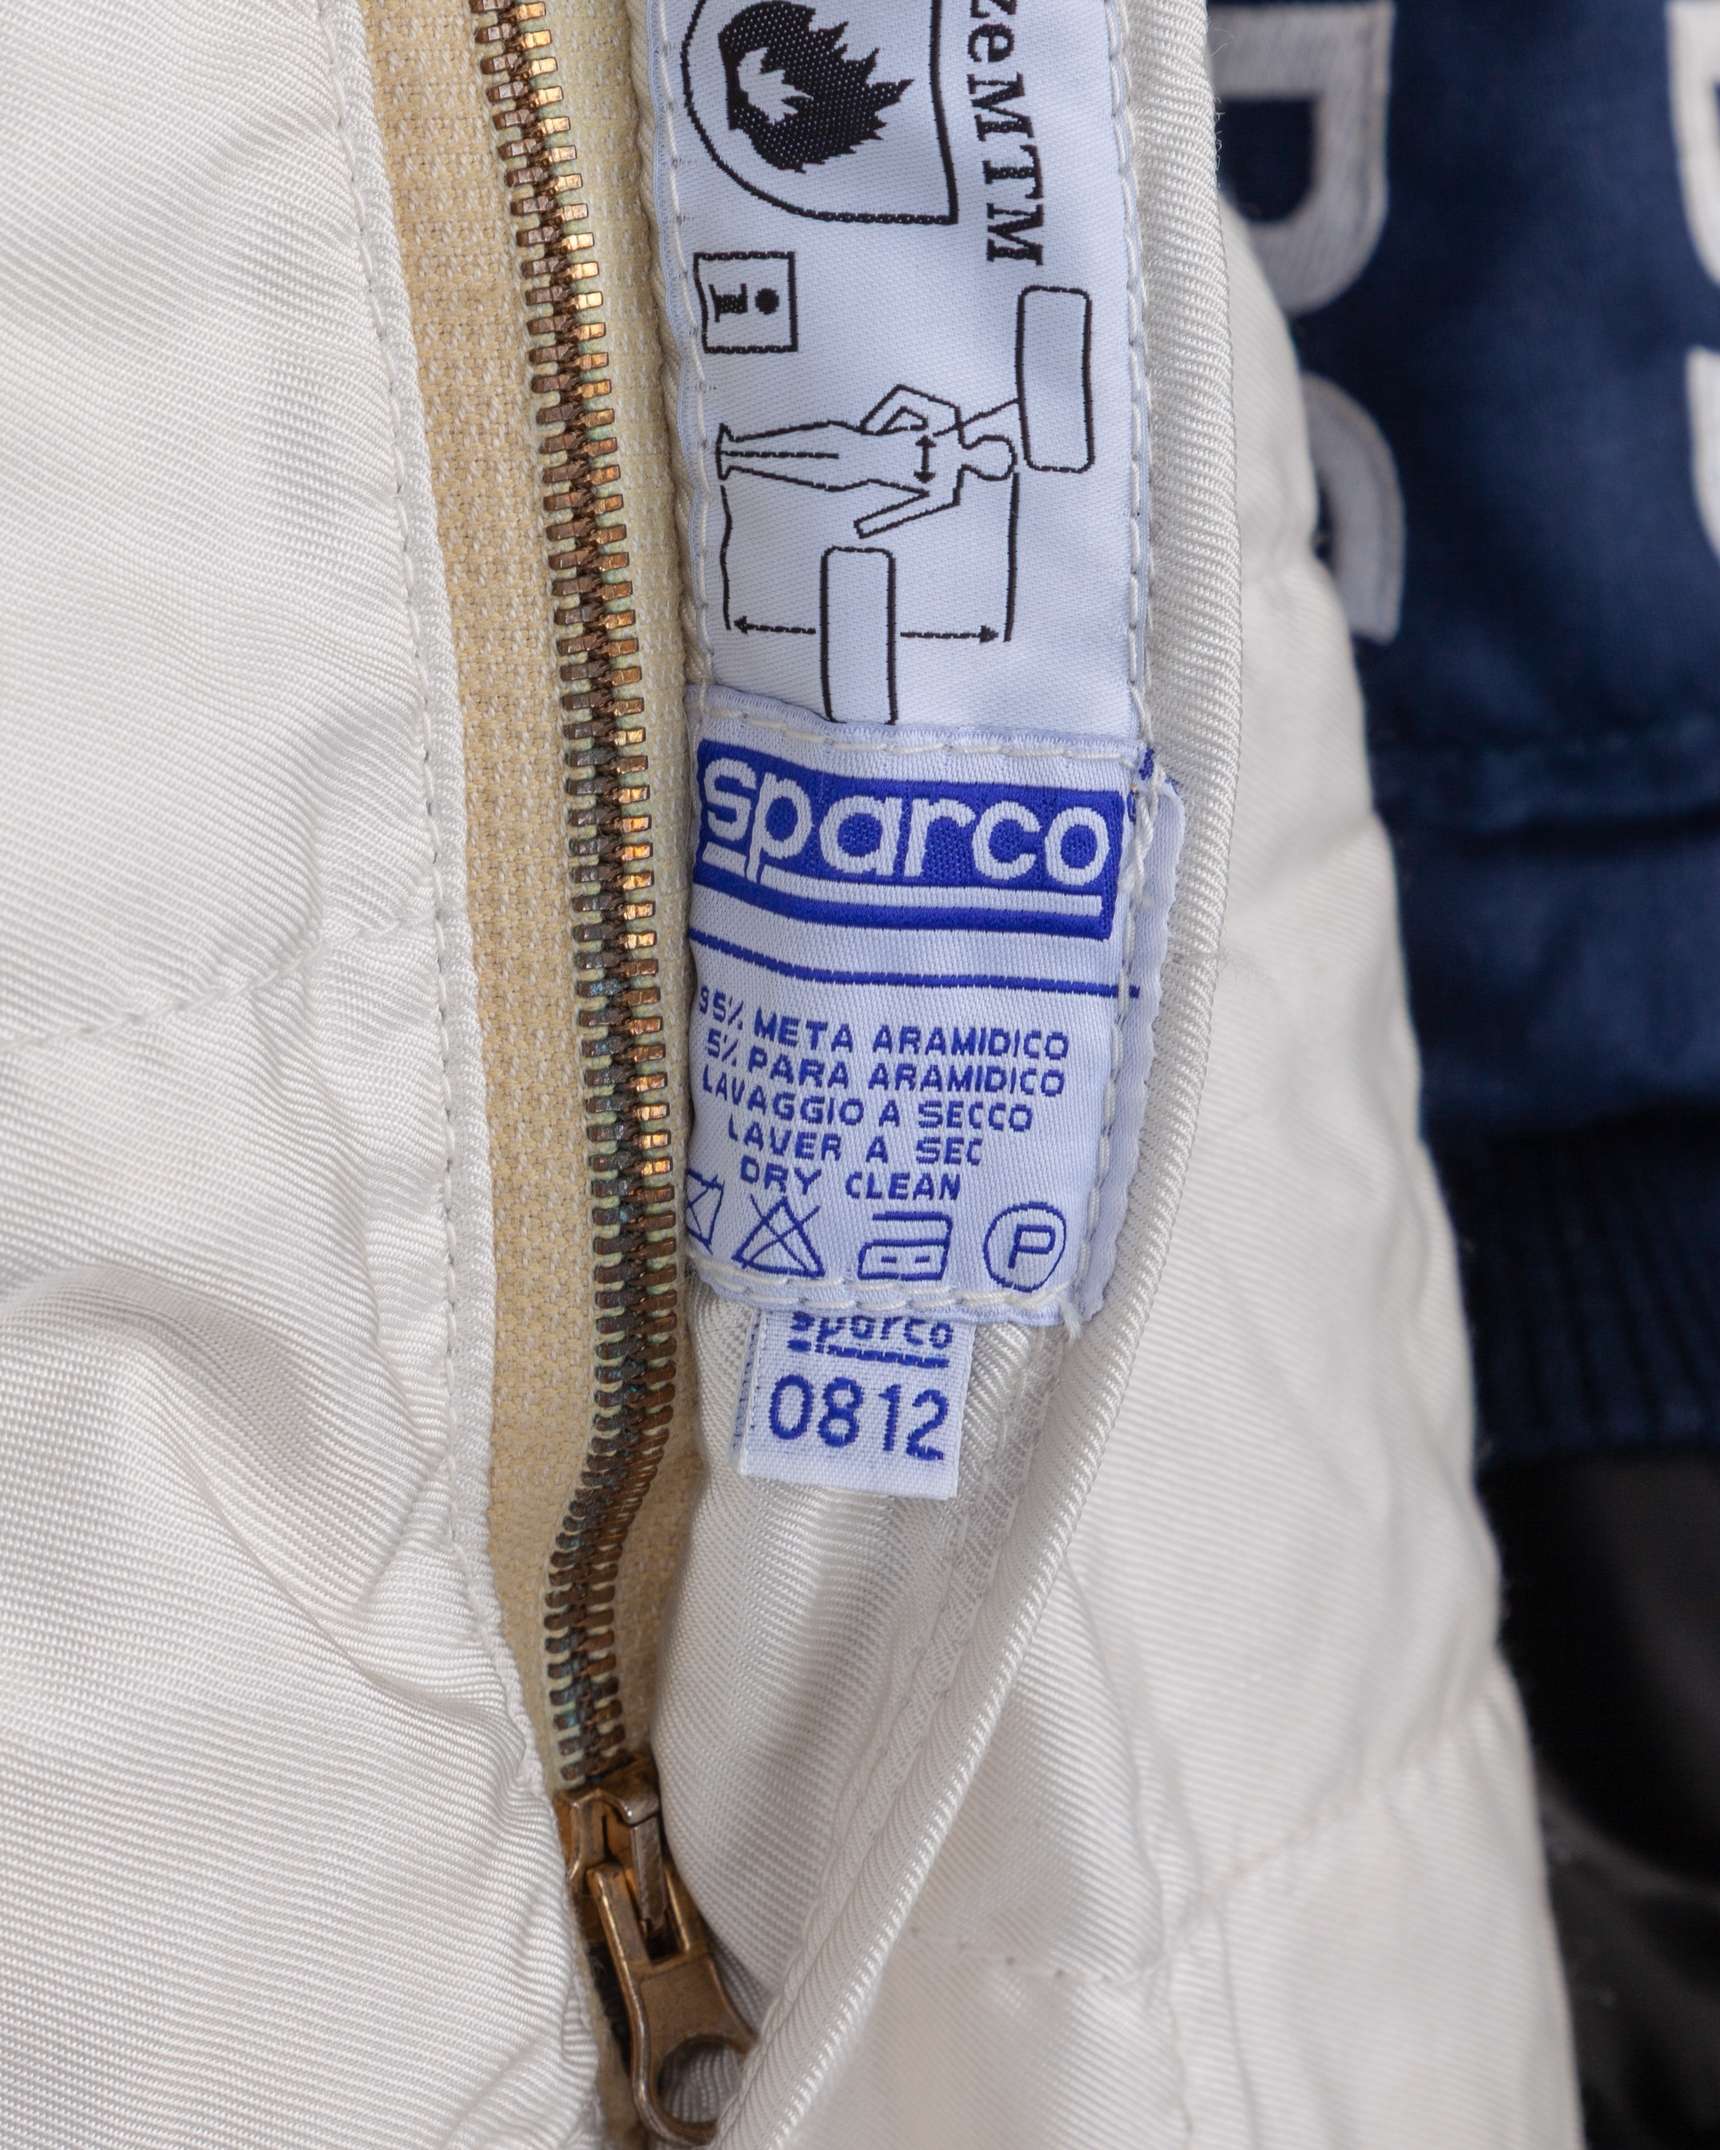 zeMTM
i
sparco
95% META ARAMIDICO
5% PARA ARAMIDICO
LAVAGGIO A SECCO
LAVER A SEC
DRY CLEAN
P
sparco
0812